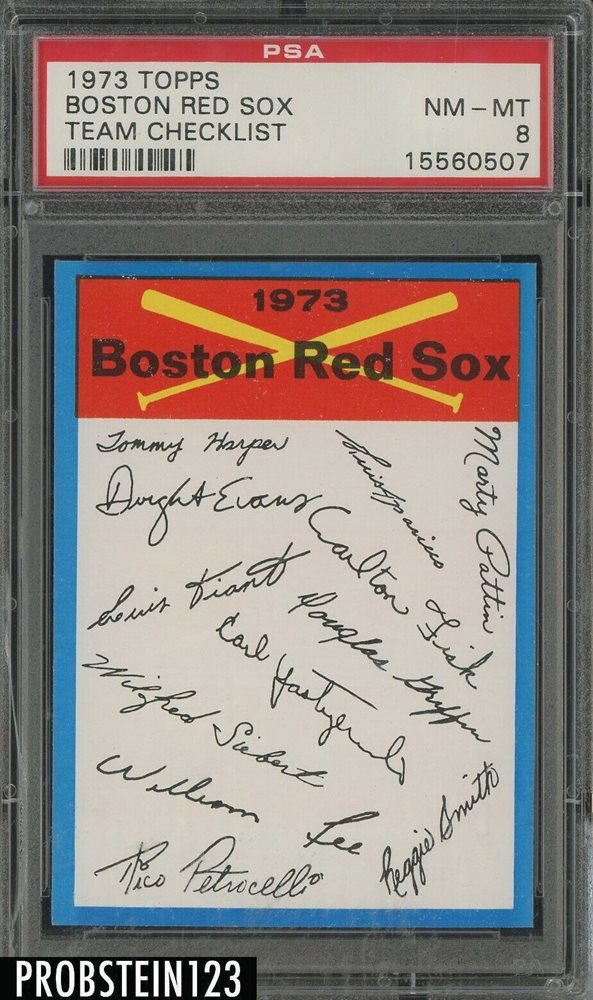 PSA
1973 TOPPS
BOSTON RED SOX
TEAM CHECKLIST
NM - MT
8
15560507
1973
Boston Red Sox
Tommy Harper
Dwight Evans
Luis Aparicio
Marty Pattin
Carlton Fisk
Luis Tiant
Douglas Griffin
Carl Yastrzemski
Wilfred Siebert
William Lee
Reggie Smith
Rico Petrocelli
PROBSTEIN123